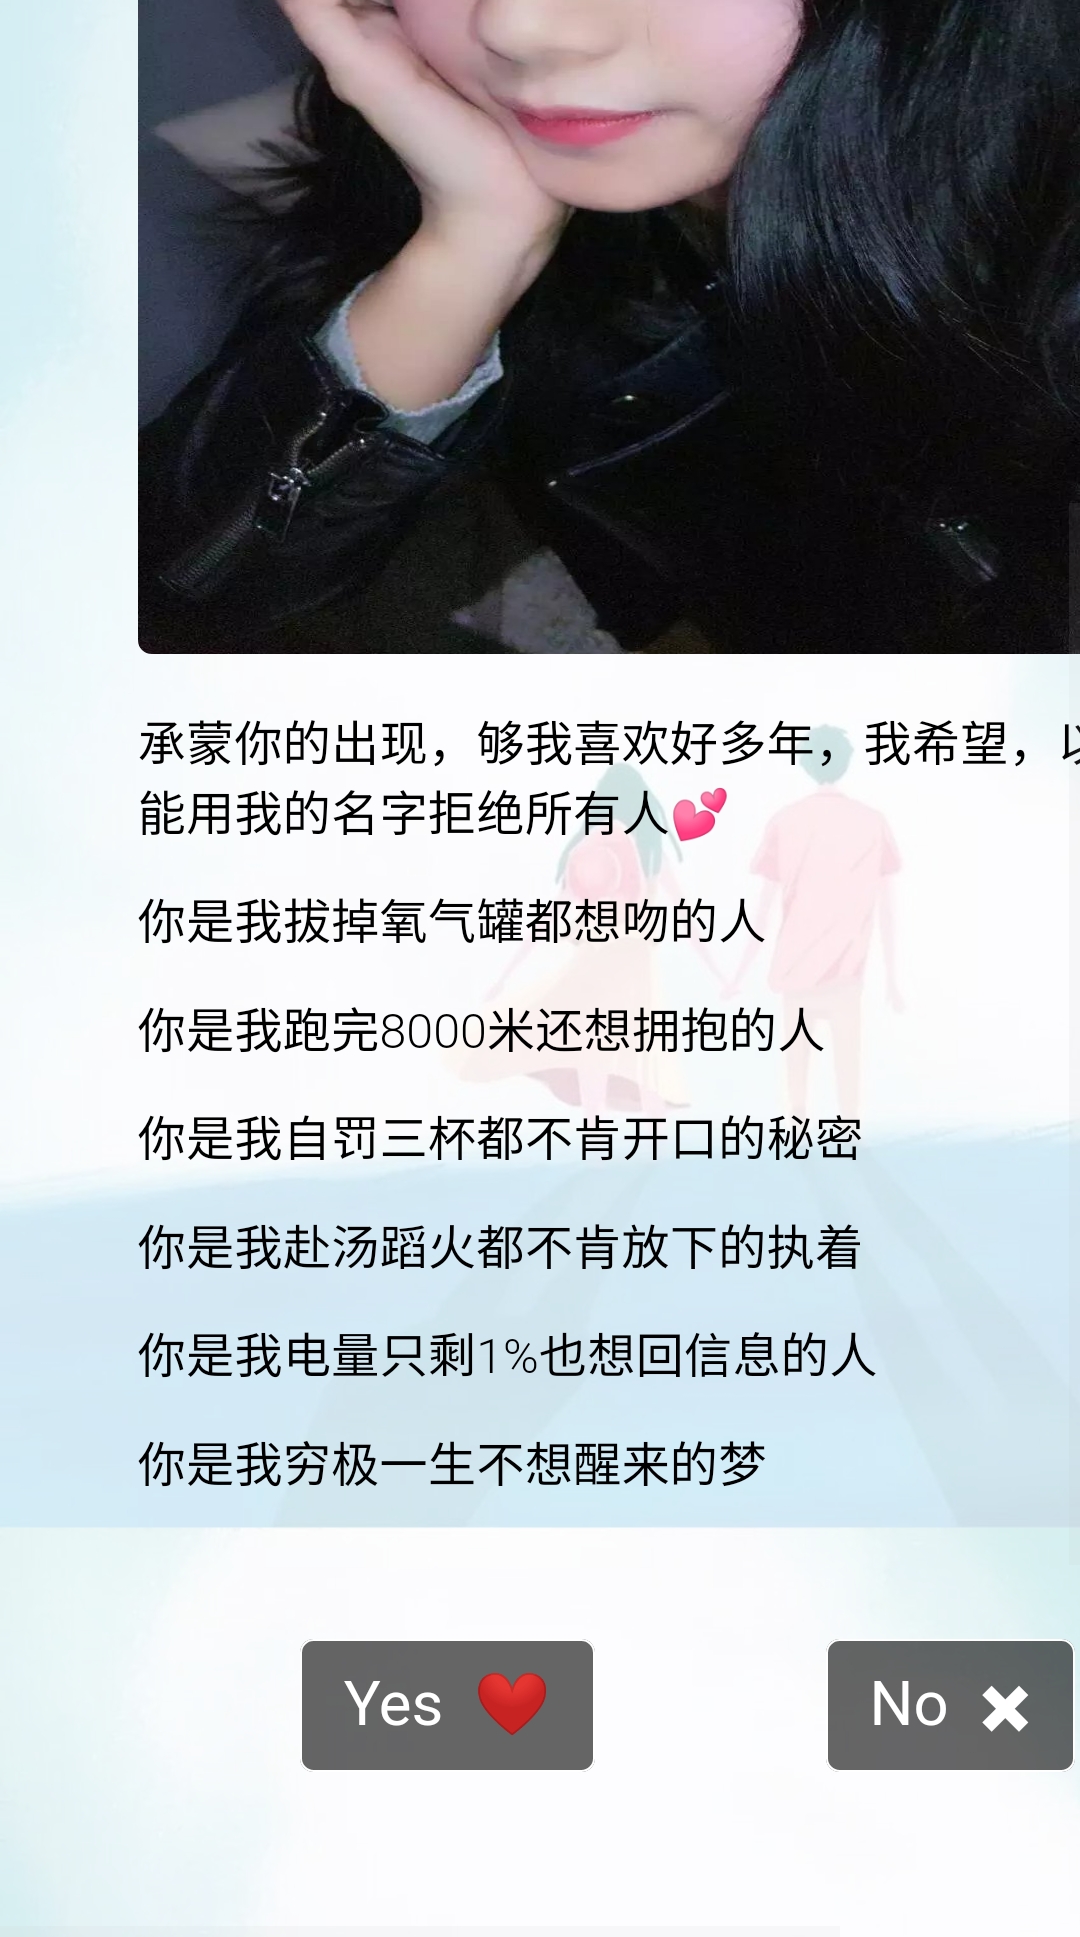 承蒙你的出现，够我喜欢好多年，我希望，
能用我的名字拒绝所有人💕
你是我拔掉氧气罐都想吻的人
你是我跑完8000米还想拥抱的人
你是我自罚三杯都不肯开口的秘密
你是我赴汤蹈火都不肯放下的执着
你是我电量只剩1%也想回信息的人
你是我穷极一生不想醒来的梦
Yes ❤️
No ✖